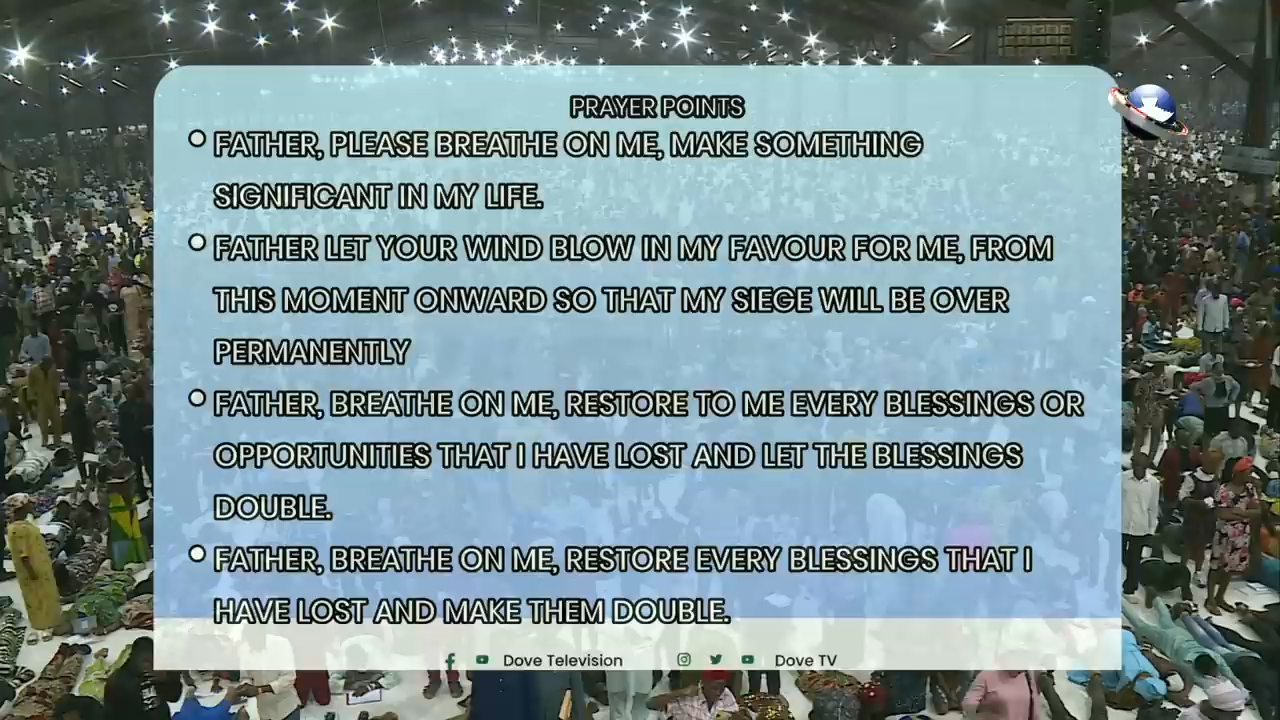 PRAYER POINTS
FATHER, PLEASE BREATHE ON ME, MAKE SOMETHING
SIGNIFICANT IN MY LIFE.
FATHER LET YOUR WIND BLOW IN MY FAVOUR FOR ME, FROM
THIS MOMENT ONWARD SO THAT MY SIEGE WILL BE OVER
PERMANENTLY
FATHER, BREATHE ON ME, RESTORE TO ME EVERY BLESSINGS OR
OPPORTUNITIES THAT I HAVE LOST AND LET THE BLESSINGS
DOUBLE.
FATHER, BREATHE ON ME, RESTORE EVERY BLESSINGS THAT I
HAVE LOST AND MAKE THEM DOUBLE.
Dove Television Dove TV